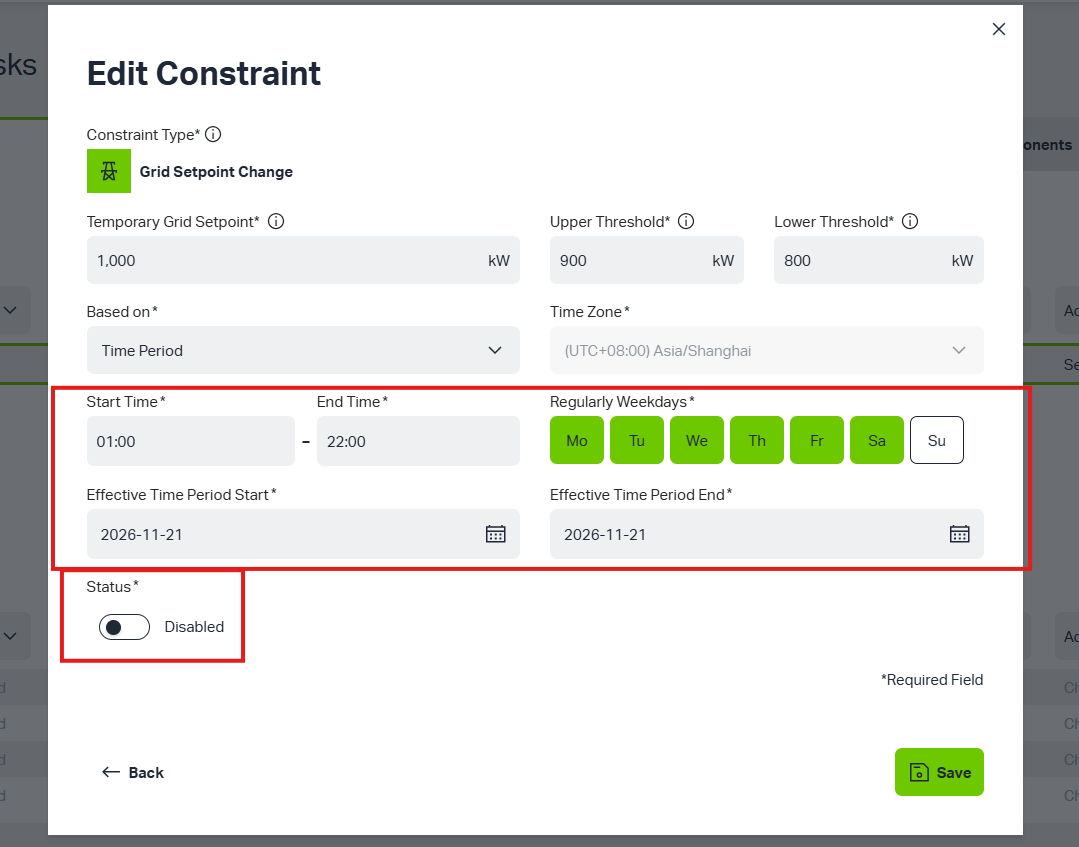 Edit Constraint
Constraint Type*
Grid Setpoint Change
Temporary Grid Setpoint* Upper Threshold* Lower Threshold*
1,000 kW 900 kW 800 kW
Based on* Time Zone*
Time Period (UTC+08:00) Asia/Shanghai
Start Time* End Time* Regularly Weekdays*
01:00 - 22:00 Mo Tu We Th Fr Sa Su
Effective Time Period Start* Effective Time Period End*
2026-11-21 2026-11-21
Status*
Disabled
*Required Field
Back Save